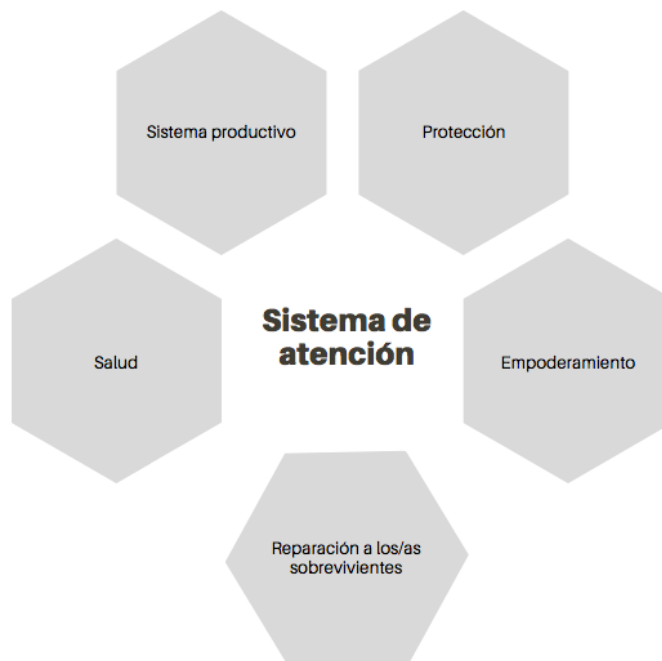 Sistema productivo
Protección
Sistema de
atención
Salud
Empoderamiento
Reparación a los/as
sobrevivientes